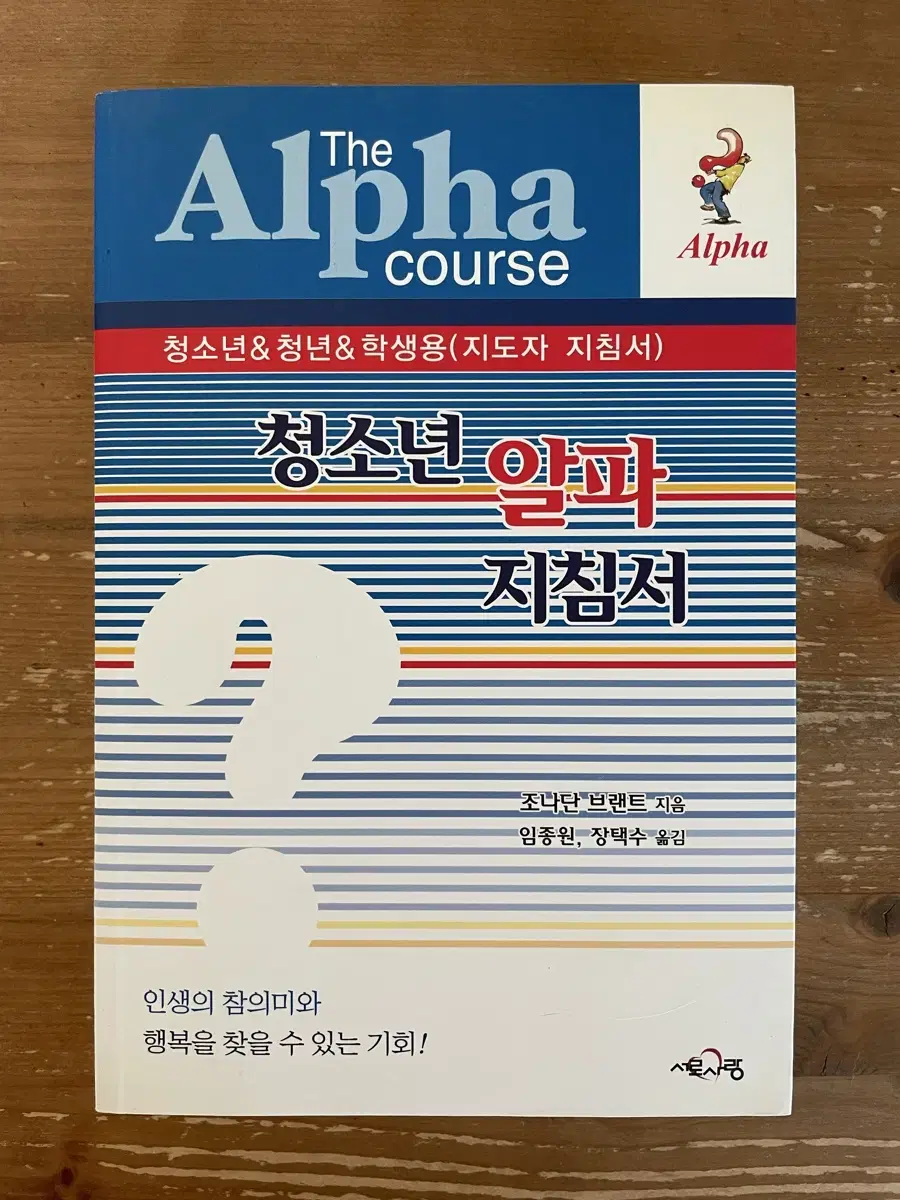 The
Alpha
course
Alpha
청소년&청년&학생용(지도자 지침서)
청소년 알파
지침서
조나단 브랜트 지음
임종원, 장택수 옮김
인생의 참의미와
행복을 찾을 수 있는 기회!
서로사랑